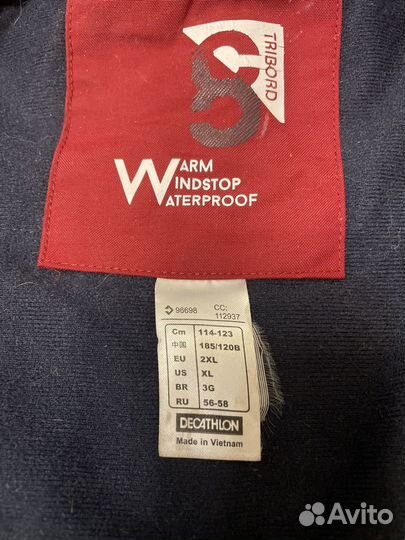 TRIBORD
S
WARM
WINDSTOP
WATERPROOF
96698 CC: 112937
Cm 114-123
中国 185/120B
EU 2XL
US XL
BR 3G
RU 56-58
DECATHLON
Made in Vietnam
Avito